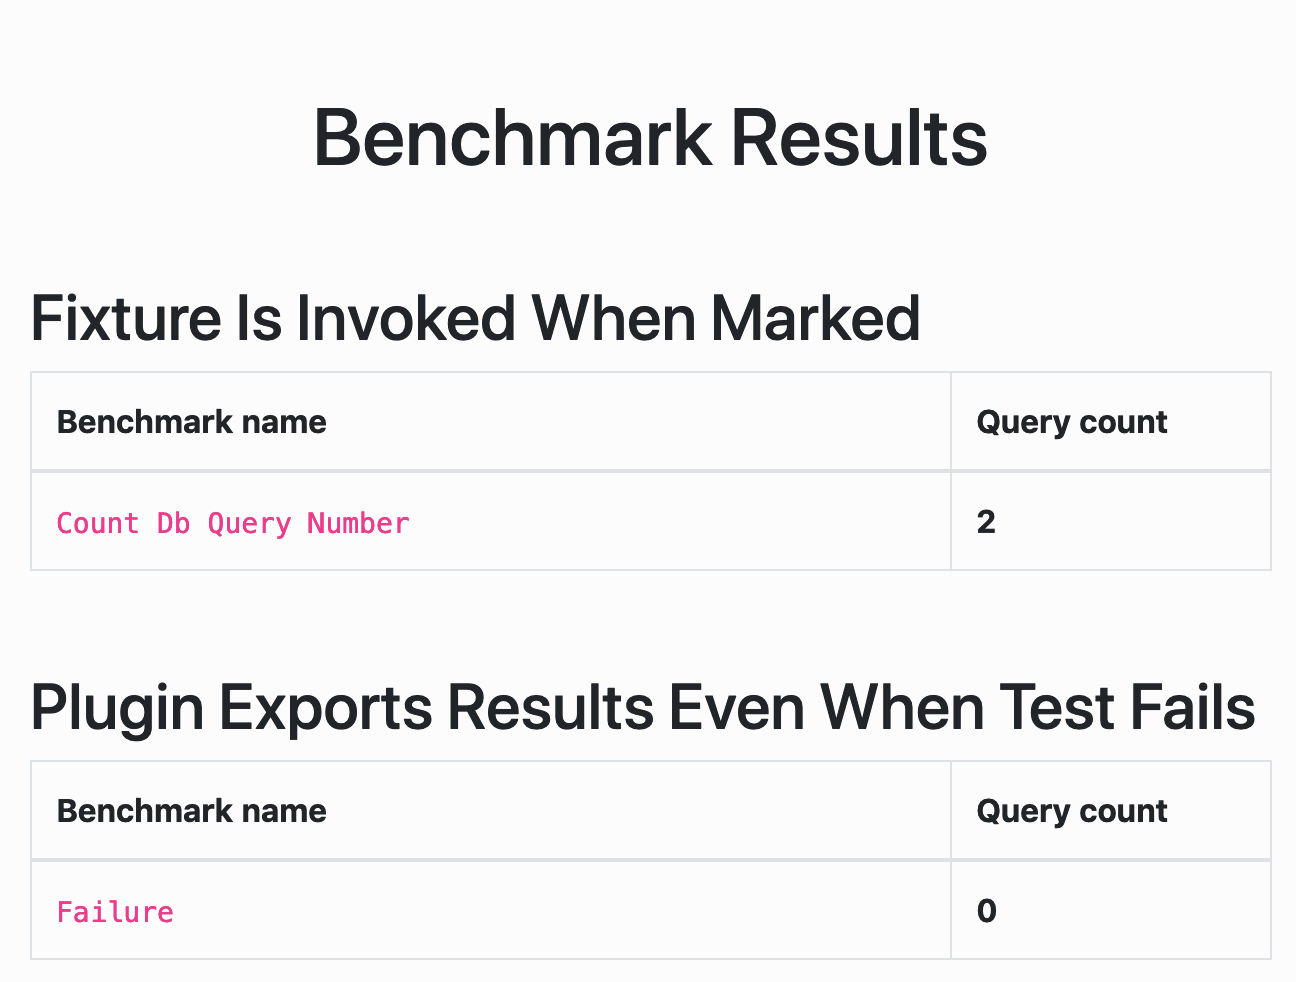 Benchmark Results
Fixture Is Invoked When Marked
Benchmark name Query count
Count Db Query Number 2
Plugin Exports Results Even When Test Fails
Benchmark name Query count
Failure 0